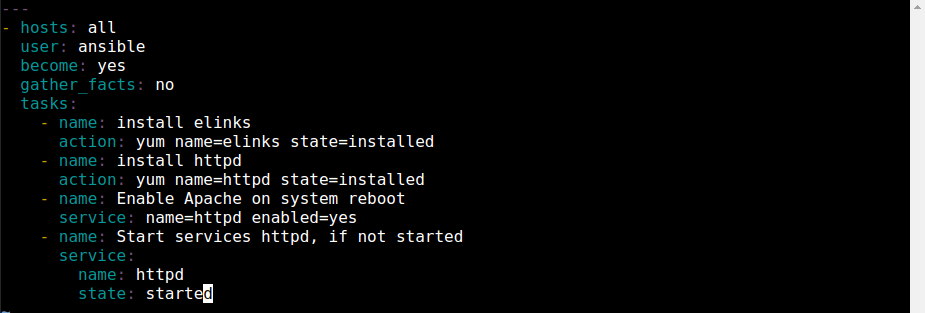 ---
- hosts: all
  user: ansible
  become: yes
  gather_facts: no
  tasks:
    - name: install elinks
      action: yum name=elinks state=installed
    - name: install httpd
      action: yum name=httpd state=installed
    - name: Enable Apache on system reboot
      service: name=httpd enabled=yes
    - name: Start services httpd, if not started
      service:
        name: httpd
        state: started
~